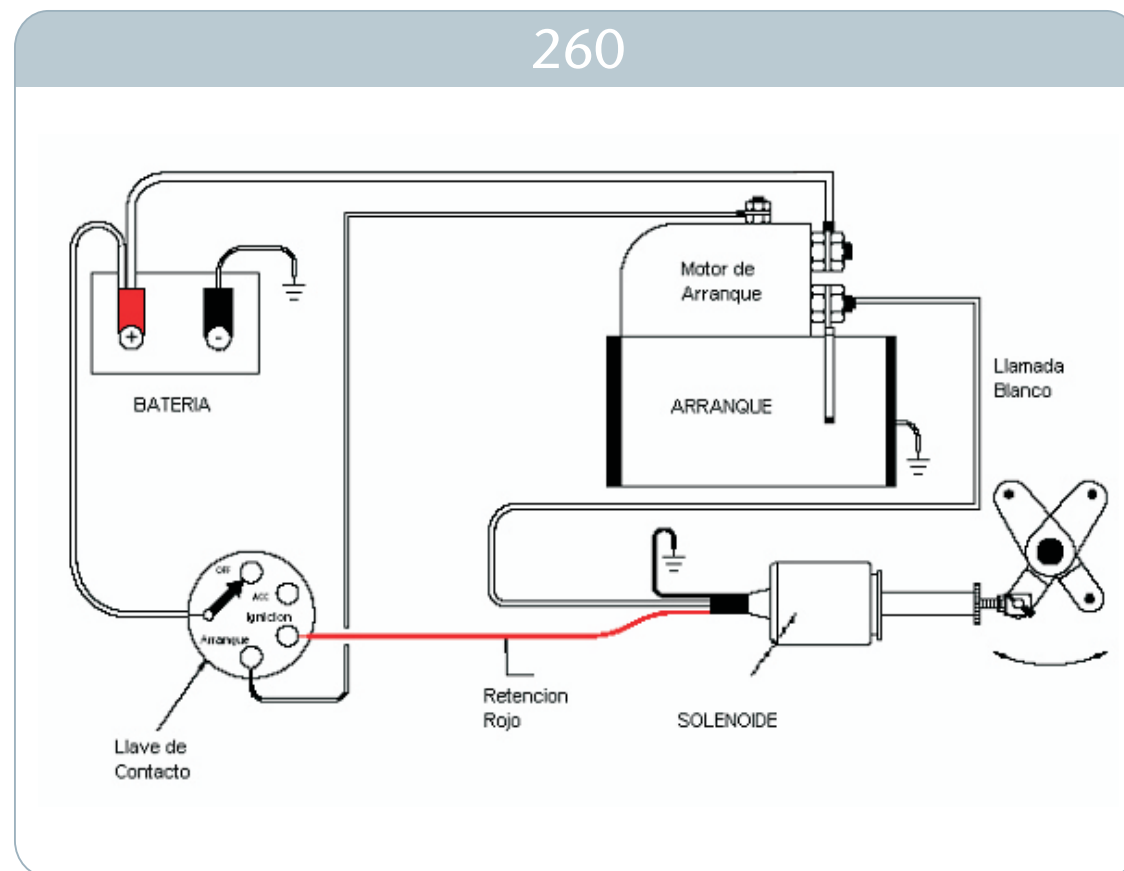 260
Motor de
Arranque
+
-
BATERIA
ARRANQUE
Llamada
Blanco
OFF
ACC
Ignicion
Arranque
Retencion
Rojo
SOLENOIDE
Llave de
Contacto